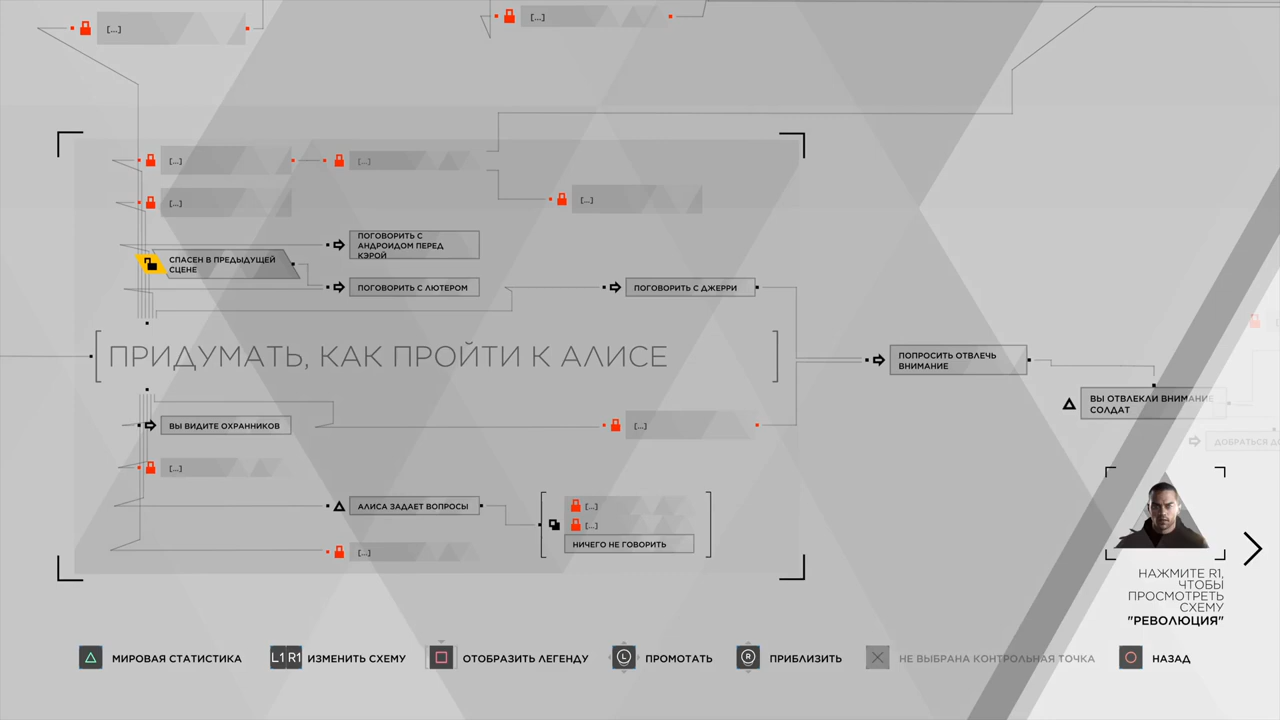 [...]
[...]
[...]
[...]
[...]
[...]
ПОГОВОРИТЬ С
АНДРОИДОМ ПЕРЕД
КЭРОЙ
СПАСЕН В ПРЕДЫДУЩЕЙ
СЦЕНЕ
ПОГОВОРИТЬ С ЛЮТЕРОМ
ПОГОВОРИТЬ С ДЖЕРРИ
ПРИДУМАТЬ, КАК ПРОЙТИ К АЛИСЕ
ПОПРОСИТЬ ОТВЛЕЧЬ
ВНИМАНИЕ
ВЫ ОТВЛЕКЛИ ВНИМАНИЕ
СОЛДАТ
ВЫ ВИДИТЕ ОХРАННИКОВ
[...]
ДОБРАТЬСЯ ДО
[...]
АЛИСА ЗАДАЕТ ВОПРОСЫ
[...]
[...]
НИЧЕГО НЕ ГОВОРИТЬ
[...]
НАЖМИТЕ R1,
ЧТОБЫ
ПРОСМОТРЕТЬ
СХЕМУ
"РЕВОЛЮЦИЯ"
МИРОВАЯ СТАТИСТИКА
L1 R1 ИЗМЕНИТЬ СХЕМУ
ОТОБРАЗИТЬ ЛЕГЕНДУ
L ПРОМОТАТЬ
R ПРИБЛИЗИТЬ
НЕ ВЫБРАНА КОНТРОЛЬНАЯ ТОЧКА
НАЗАД